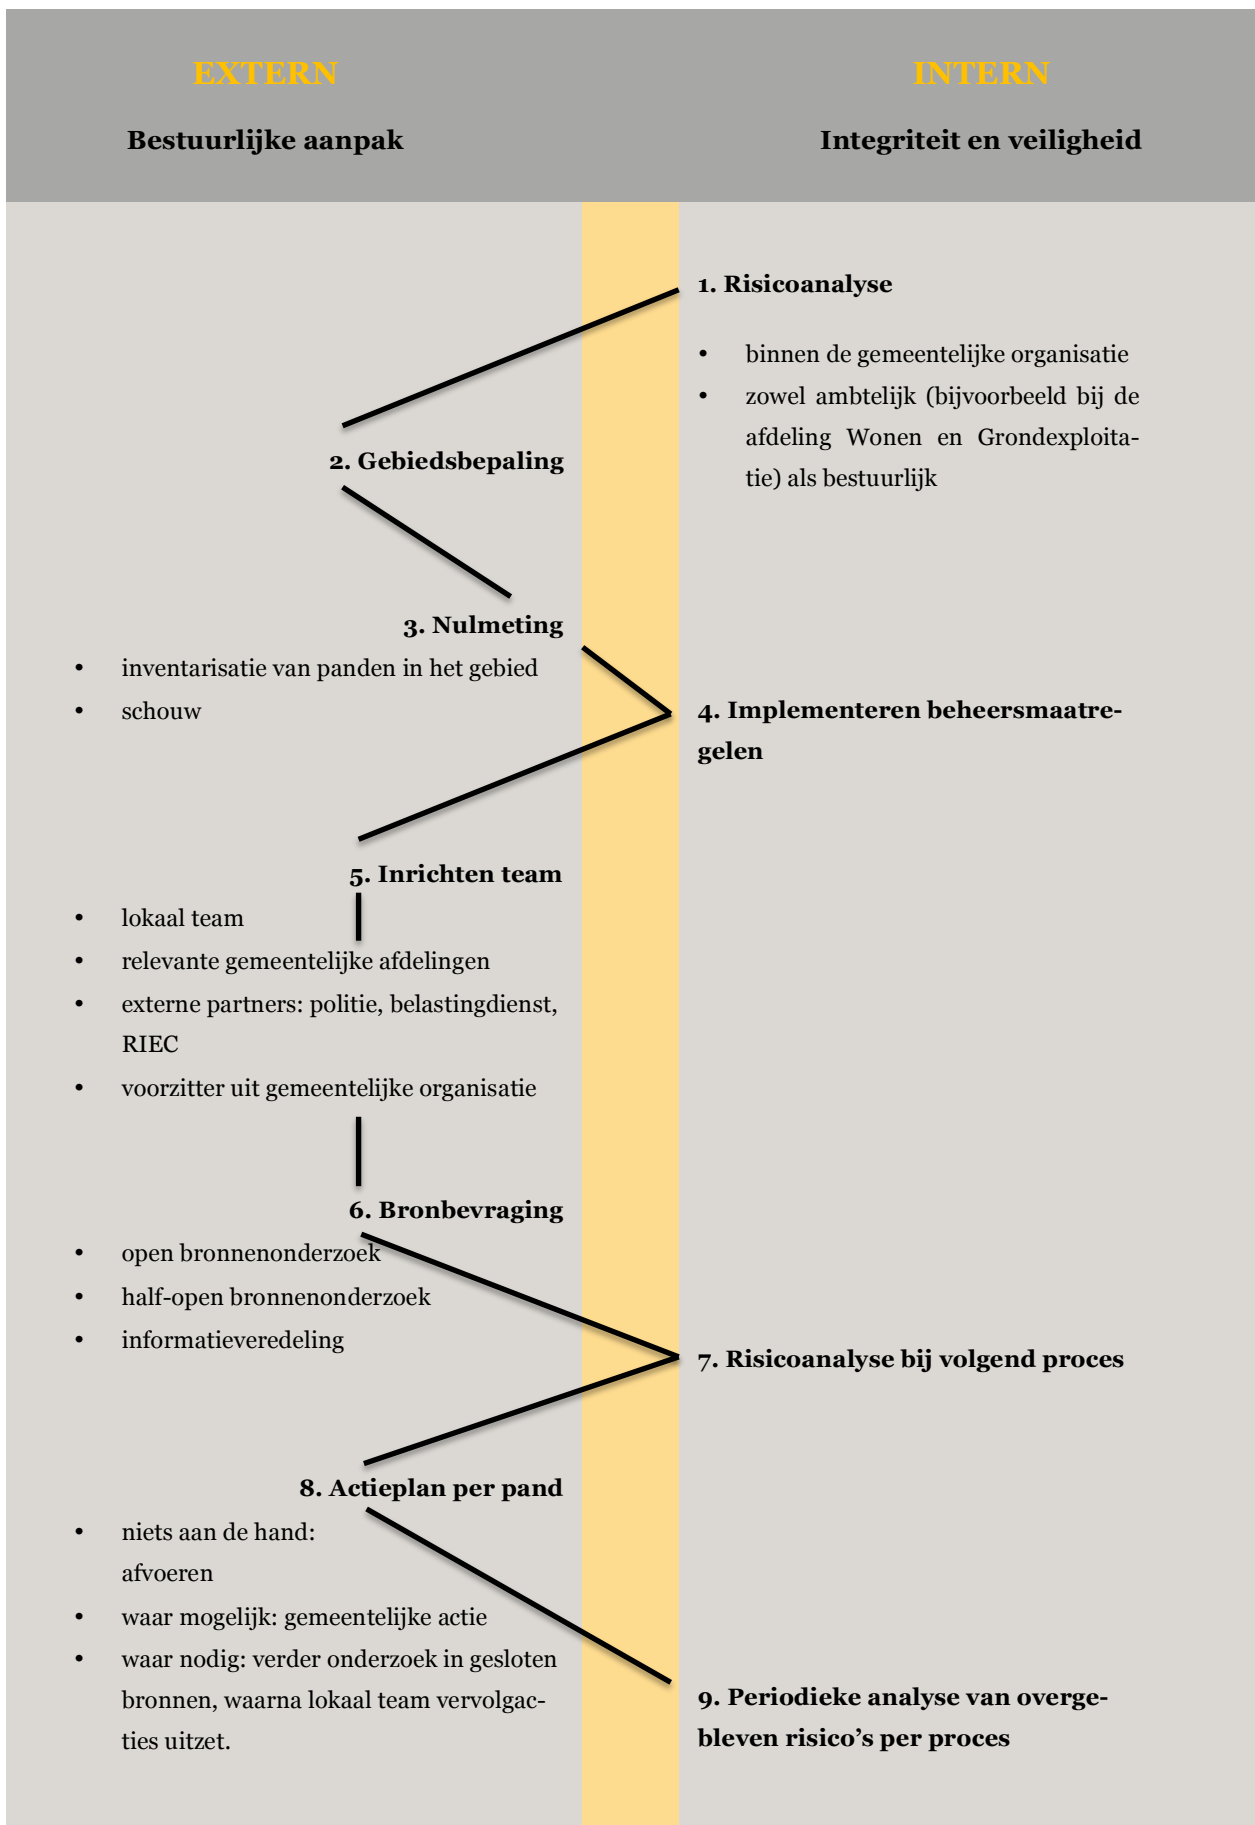 EXTERN
Bestuurlijke aanpak
INTERN
Integriteit en veiligheid
1. Risicoanalyse
• binnen de gemeentelijke organisatie
• zowel ambtelijk (bijvoorbeeld bij de
afdeling Wonen en Grondexploita-
tie) als bestuurlijk
2. Gebiedsbepaling
3. Nulmeting
• inventarisatie van panden in het gebied
• schouw
4. Implementeren beheersmaatre-
gelen
5. Inrichten team
• lokaal team
• relevante gemeentelijke afdelingen
• externe partners: politie, belastingdienst,
RIEC
• voorzitter uit gemeentelijke organisatie
6. Bronbevraging
• open bronnenonderzoek
• half-open bronnenonderzoek
• informatieveredeling
7. Risicoanalyse bij volgend proces
8. Actieplan per pand
• niets aan de hand:
afvoeren
• waar mogelijk: gemeentelijke actie
• waar nodig: verder onderzoek in gesloten
bronnen, waarna lokaal team vervolgac-
ties uitzet.
9. Periodieke analyse van overge-
bleven risico’s per proces